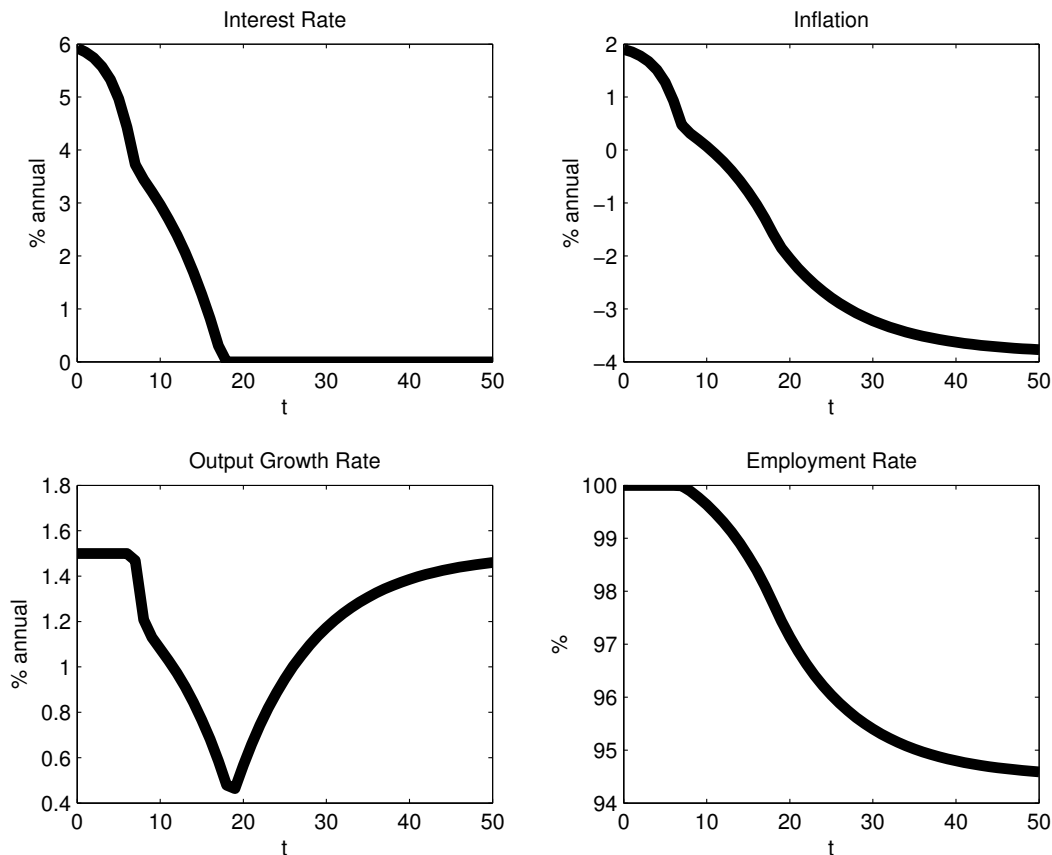 Interest Rate
6
5
4
3
2
1
0
% annual
0 10 20 30 40 50
t
Inflation
2
1
0
−1
−2
−3
−4
% annual
0 10 20 30 40 50
t
Output Growth Rate
1.8
1.6
1.4
1.2
1
0.8
0.6
0.4
% annual
0 10 20 30 40 50
t
Employment Rate
100
99
98
97
96
95
94
%
0 10 20 30 40 50
t